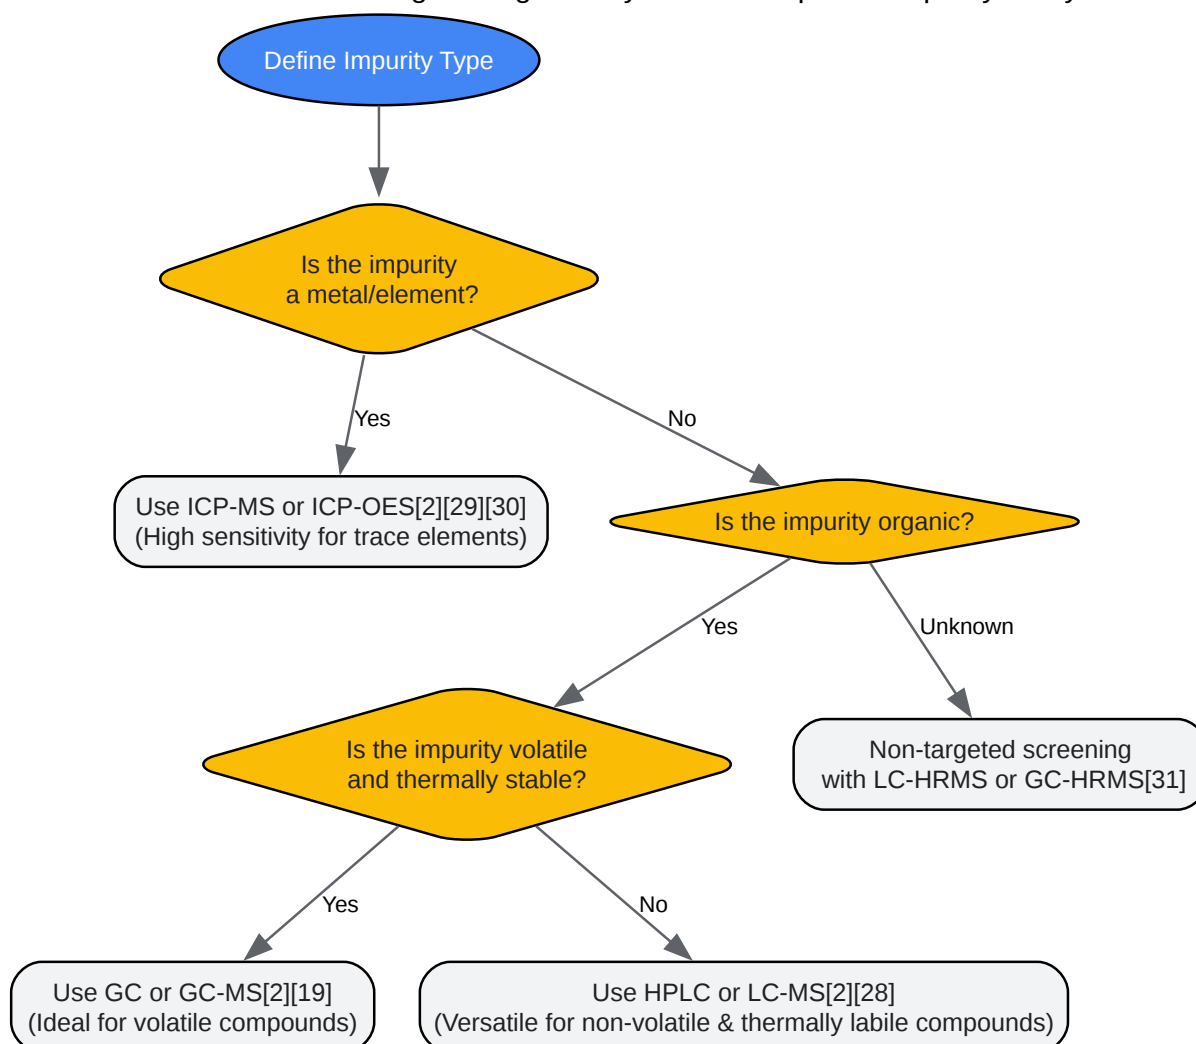 Define Impurity Type
Is the impurity
a metal/element?
Yes
No
Use ICP-MS or ICP-OES[2][29][30]
(High sensitivity for trace elements)
Is the impurity organic?
Yes
Unknown
Is the impurity volatile
and thermally stable?
Non-targeted screening
with LC-HRMS or GC-HRMS[31]
Yes
No
Use GC or GC-MS[2][19]
(Ideal for volatile compounds)
Use HPLC or LC-MS[2][28]
(Versatile for non-volatile & thermally labile compounds)